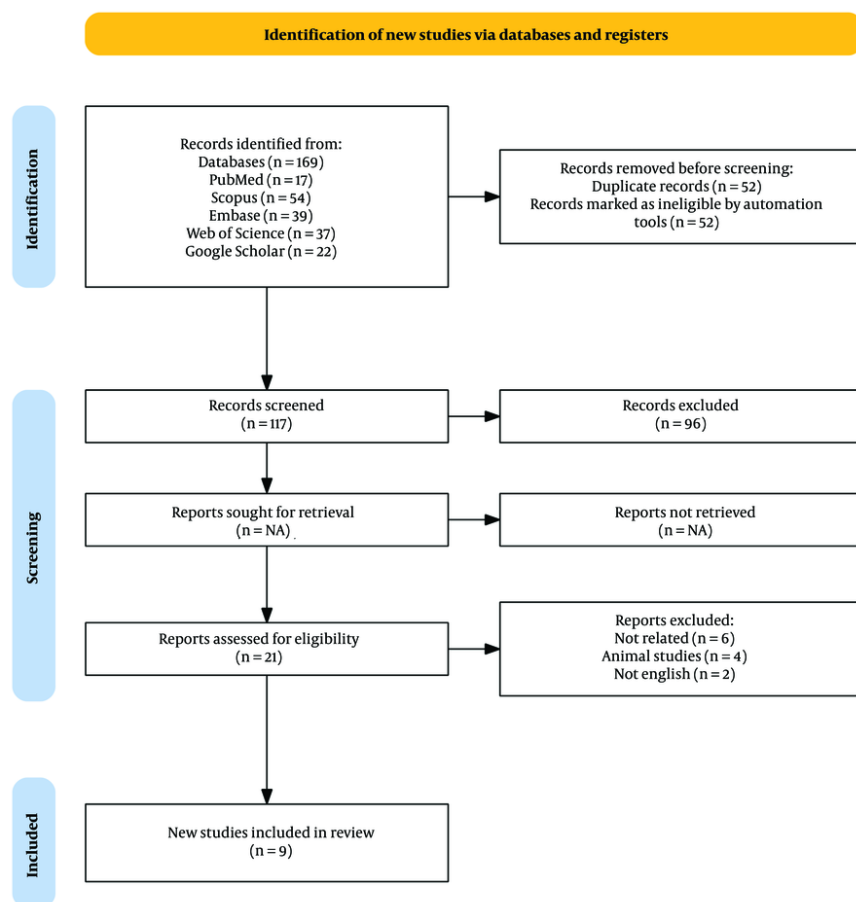 Identification of new studies via databases and registers
Identification
Records identified from:
Databases (n = 169)
PubMed (n = 17)
Scopus (n = 54)
Embase (n = 39)
Web of Science (n = 37)
Google Scholar (n = 22)
Records removed before screening:
Duplicate records (n = 52)
Records marked as ineligible by automation
tools (n = 52)
Screening
Records screened
(n = 117)
Records excluded
(n = 96)
Reports sought for retrieval
(n = NA)
Reports not retrieved
(n = NA)
Reports assessed for eligibility
(n = 21)
Reports excluded:
Not related (n = 6)
Animal studies (n = 4)
Not english (n = 2)
Included
New studies included in review
(n = 9)